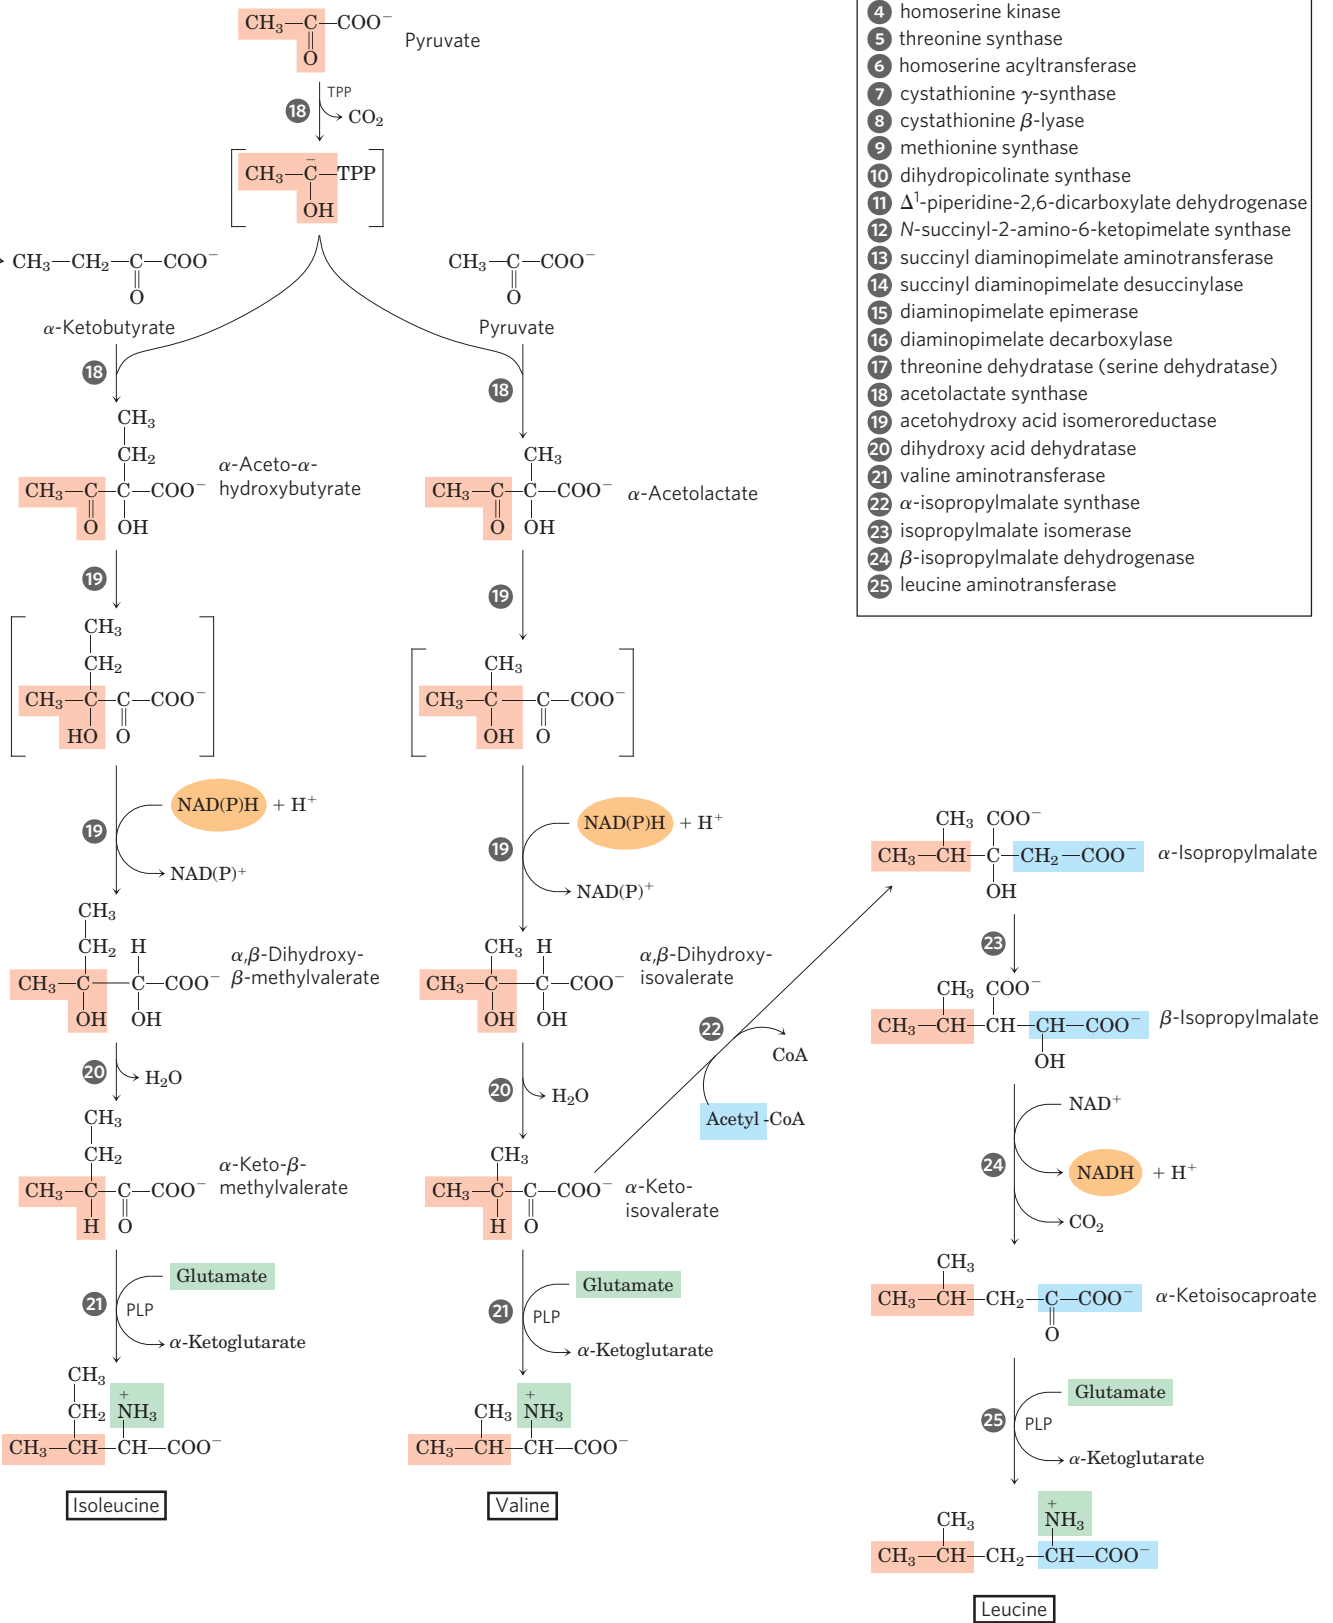 CH₃—C—COO⁻
O
Pyruvate
TPP
18
CO₂
CH₃—C̄—TPP
OH
CH₃—CH₂—C—COO⁻
O
α-Ketobutyrate
CH₃—C—COO⁻
O
Pyruvate
18
18
CH₃
CH₂
CH₃—C—C—COO⁻
O OH
α-Aceto-α-
hydroxybutyrate
CH₃
CH₃—C—C—COO⁻
O OH
α-Acetolactate
19
19
CH₃
CH₂
CH₃—C—C—COO⁻
HO O
CH₃
CH₃—C—C—COO⁻
OH O
19
NAD(P)H + H⁺
NAD(P)⁺
19
NAD(P)H + H⁺
NAD(P)⁺
CH₃
CH₂ H
CH₃—C—C—COO⁻
OH OH
α,β-Dihydroxy-
β-methylvalerate
CH₃ H
CH₃—C—C—COO⁻
OH OH
α,β-Dihydroxy-
isovalerate
20
H₂O
20
H₂O
CH₃
CH₂
CH₃—C—C—COO⁻
H O
α-Keto-β-
methylvalerate
CH₃
CH₃—C—C—COO⁻
H O
α-Keto-
isovalerate
21
PLP
Glutamate
α-Ketoglutarate
21
PLP
Glutamate
α-Ketoglutarate
CH₃
CH₂ ⁺NH₃
CH₃—CH—CH—COO⁻
Isoleucine
CH₃ ⁺NH₃
CH₃—CH—CH—COO⁻
Valine
22
CoA
Acetyl-CoA
CH₃ COO⁻
CH₃—CH—C—CH₂—COO⁻
OH
α-Isopropylmalate
23
CH₃ COO⁻
CH₃—CH—CH—CH—COO⁻
OH
β-Isopropylmalate
24
NAD⁺
NADH + H⁺
CO₂
CH₃
CH₃—CH—CH₂—C—COO⁻
O
α-Ketoisocaproate
25
PLP
Glutamate
α-Ketoglutarate
CH₃ ⁺NH₃
CH₃—CH—CH₂—CH—COO⁻
Leucine
4 homoserine kinase
5 threonine synthase
6 homoserine acyltransferase
7 cystathionine γ-synthase
8 cystathionine β-lyase
9 methionine synthase
10 dihydropicolinate synthase
11 Δ¹-piperidine-2,6-dicarboxylate dehydrogenase
12 N-succinyl-2-amino-6-ketopimelate synthase
13 succinyl diaminopimelate aminotransferase
14 succinyl diaminopimelate desuccinylase
15 diaminopimelate epimerase
16 diaminopimelate decarboxylase
17 threonine dehydratase (serine dehydratase)
18 acetolactate synthase
19 acetohydroxy acid isomeroreductase
20 dihydroxy acid dehydratase
21 valine aminotransferase
22 α-isopropylmalate synthase
23 isopropylmalate isomerase
24 β-isopropylmalate dehydrogenase
25 leucine aminotransferase